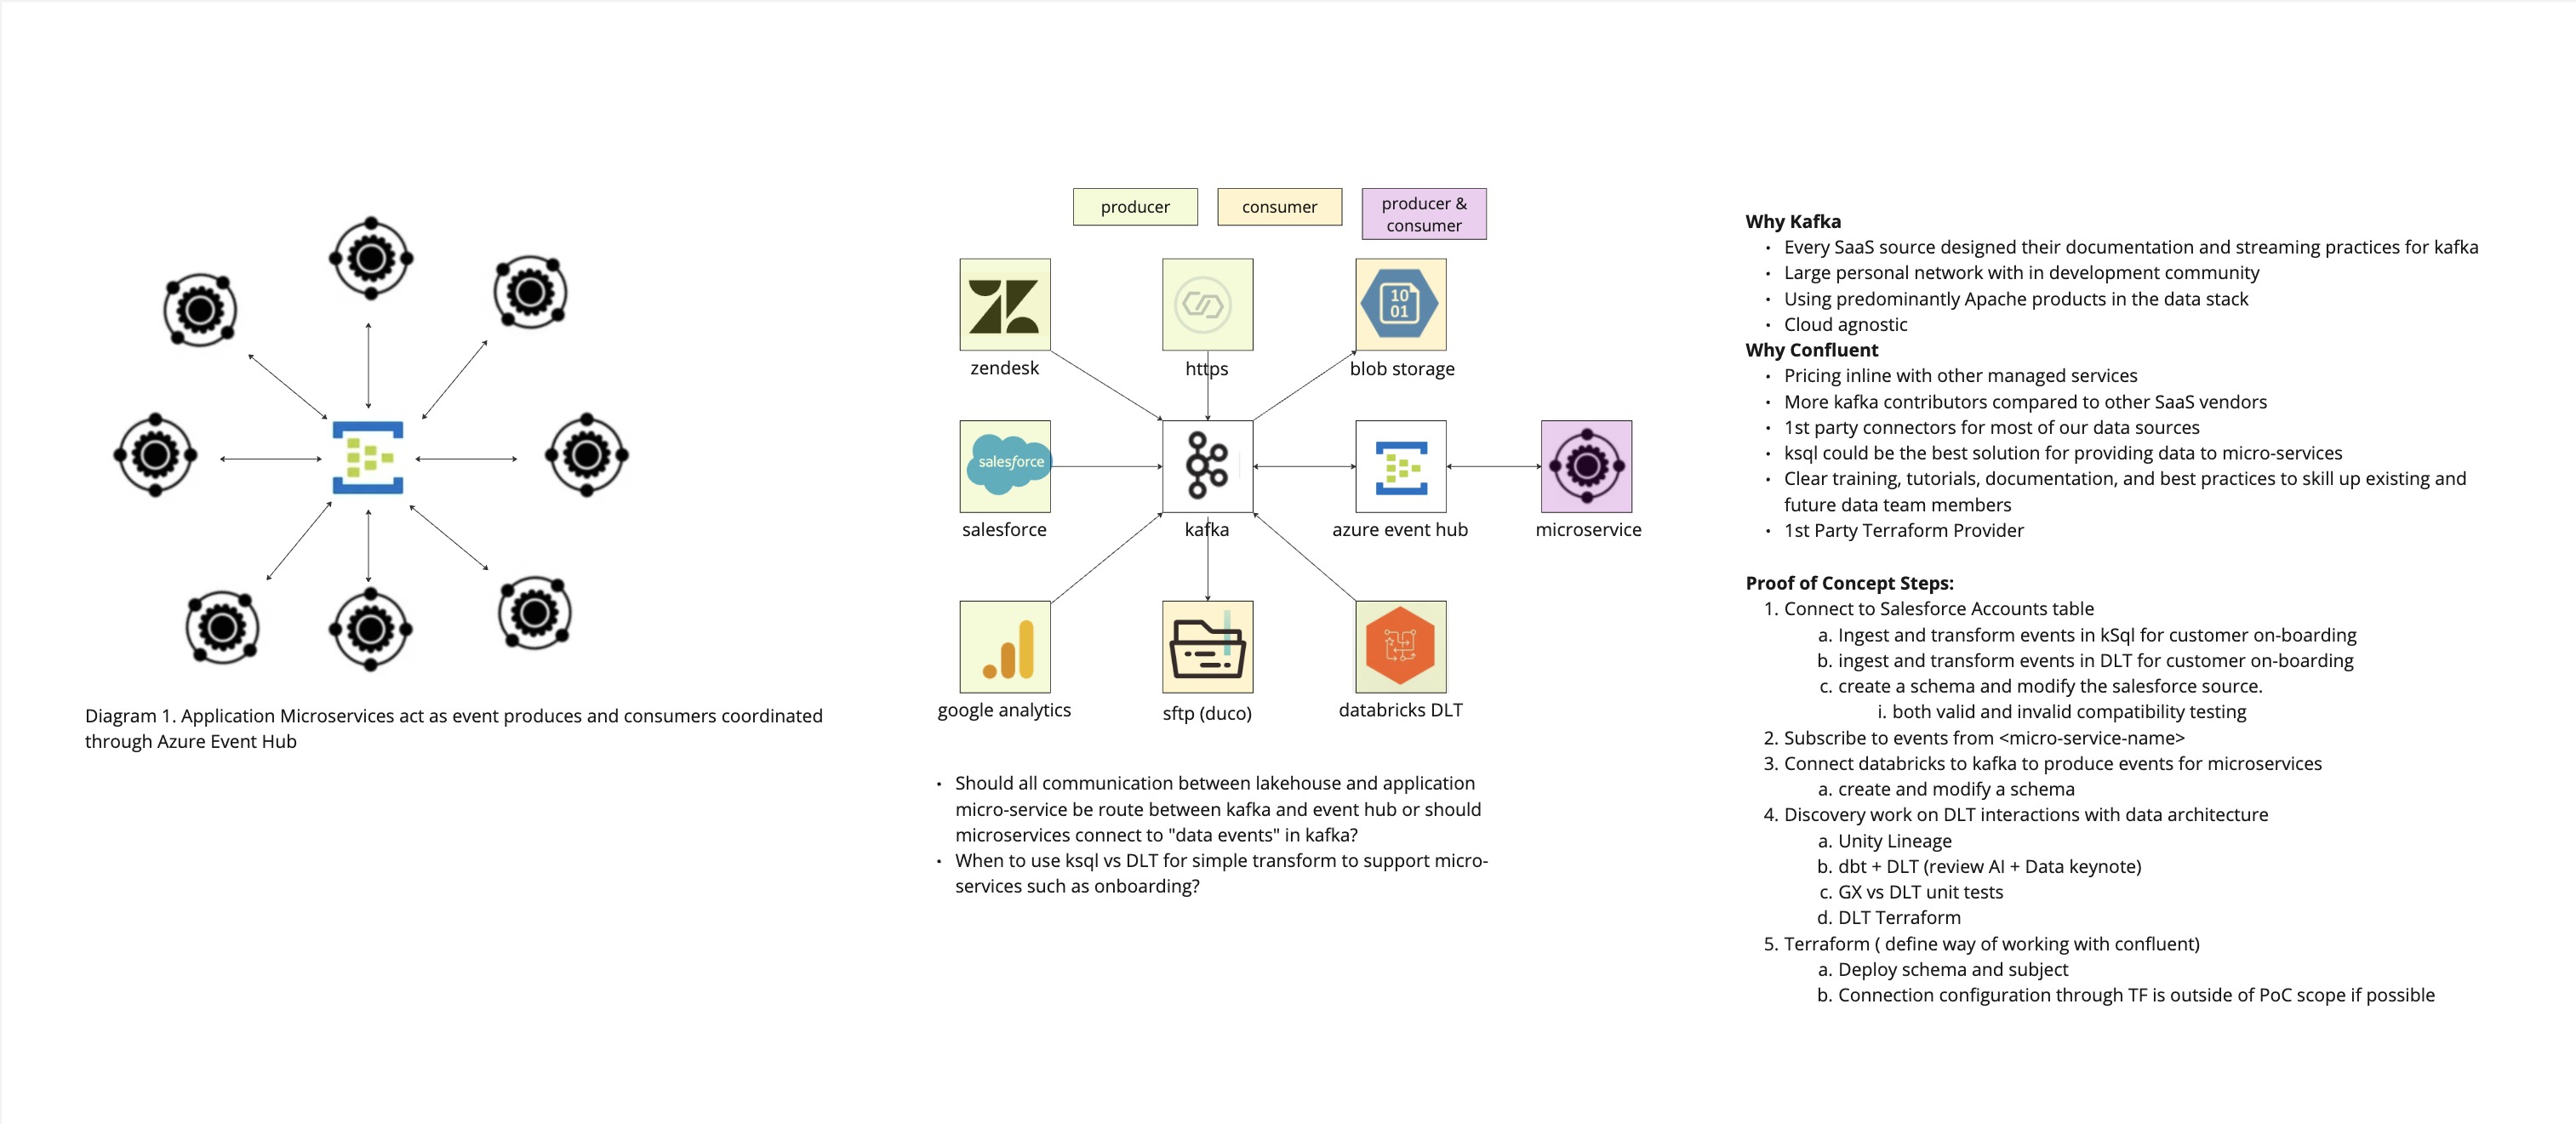 Diagram 1. Application Microservices act as event produces and consumers coordinated
through Azure Event Hub
producer
consumer
producer &
consumer
zendesk
https
10
01
blob storage
salesforce
salesforce
kafka
azure event hub
microservice
google analytics
sftp (duco)
databricks DLT
• Should all communication between lakehouse and application
micro-service be route between kafka and event hub or should
microservices connect to "data events" in kafka?
• When to use ksql vs DLT for simple transform to support micro-
services such as onboarding?
Why Kafka
• Every SaaS source designed their documentation and streaming practices for kafka
• Large personal network with in development community
• Using predominantly Apache products in the data stack
• Cloud agnostic
Why Confluent
• Pricing inline with other managed services
• More kafka contributors compared to other SaaS vendors
• 1st party connectors for most of our data sources
• ksql could be the best solution for providing data to micro-services
• Clear training, tutorials, documentation, and best practices to skill up existing and
future data team members
• 1st Party Terraform Provider
Proof of Concept Steps:
1. Connect to Salesforce Accounts table
a. Ingest and transform events in kSql for customer on-boarding
b. ingest and transform events in DLT for customer on-boarding
c. create a schema and modify the salesforce source.
i. both valid and invalid compatibility testing
2. Subscribe to events from <micro-service-name>
3. Connect databricks to kafka to produce events for microservices
a. create and modify a schema
4. Discovery work on DLT interactions with data architecture
a. Unity Lineage
b. dbt + DLT (review AI + Data keynote)
c. GX vs DLT unit tests
d. DLT Terraform
5. Terraform ( define way of working with confluent)
a. Deploy schema and subject
b. Connection configuration through TF is outside of PoC scope if possible